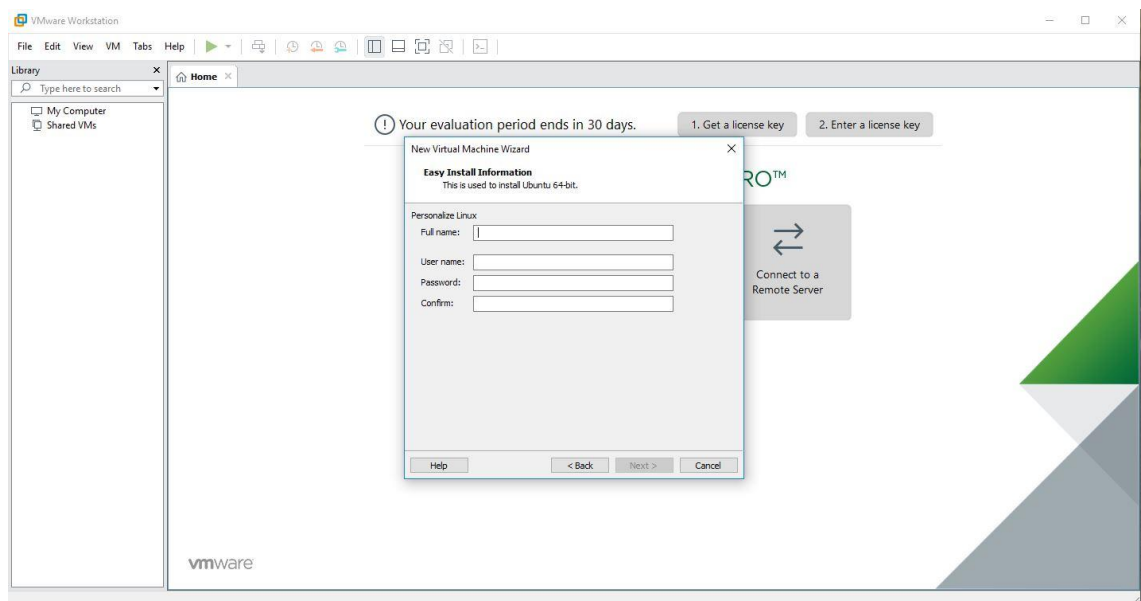 VMware Workstation
File Edit View VM Tabs Help
Library
Type here to search
My Computer
Shared VMs
Home
Your evaluation period ends in 30 days.
1. Get a license key
2. Enter a license key
RO™
New Virtual Machine Wizard
Easy Install Information
This is used to install Ubuntu 64-bit.
Personalize Linux
Full name:
User name:
Password:
Confirm:
Help
< Back
Next >
Cancel
Connect to a
Remote Server
vmware